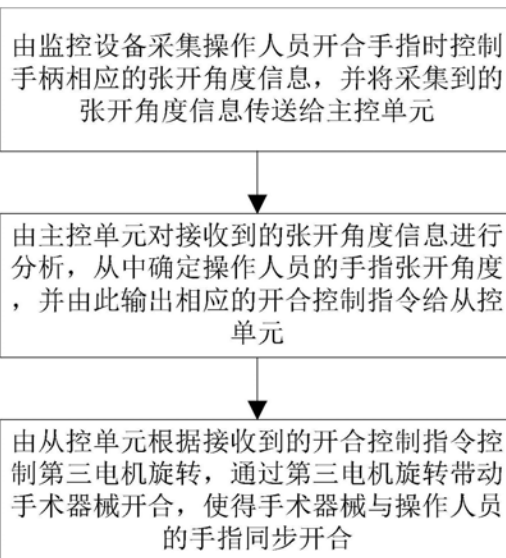 由监控设备采集操作人员开合手指时控制
手柄相应的张开角度信息，并将采集到的
张开角度信息传送给主控单元
由主控单元对接收到的张开角度信息进行
分析，从中确定操作人员的手指张开角度
，并由此输出相应的开合控制指令给从控
单元
由从控单元根据接收到的开合控制指令控
制第三电机旋转，通过第三电机旋转带动
手术器械开合，使得手术器械与操作人员
的手指同步开合